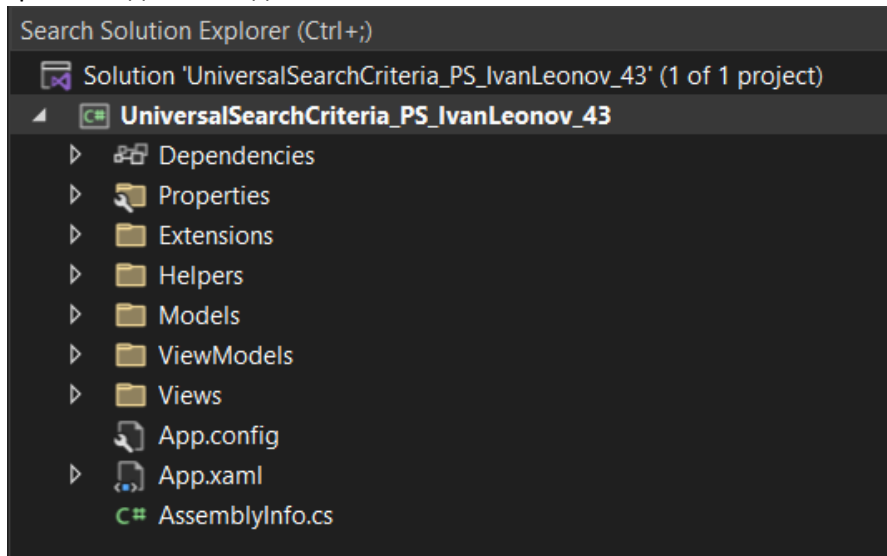 Search Solution Explorer (Ctrl+;)
Solution 'UniversalSearchCriteria_PS_IvanLeonov_43' (1 of 1 project)
C# UniversalSearchCriteria_PS_IvanLeonov_43
Dependencies
Properties
Extensions
Helpers
Models
ViewModels
Views
App.config
App.xaml
C# AssemblyInfo.cs